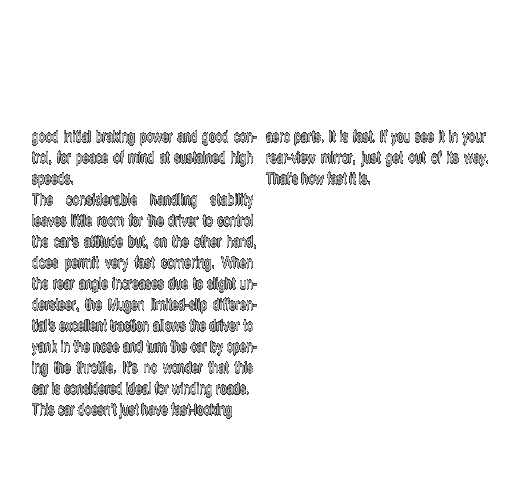 good initial braking power and good con-
trol, for peace of mind at sustained high
speeds.
The considerable handling stability
leaves little room for the driver to control
the car's attitude but, on the other hand,
does permit very fast cornering. When
the rear angle increases due to slight un-
dersteer, the Mugen limited-slip differen-
tial's excellent traction allows the driver to
yank in the nose and turn the car by open-
ing the throttle. It's no wonder that this
car is considered ideal for winding roads.
This car doesn't just have fast-looking
aero parts. It is fast. If you see it in your
rear-view mirror, just get out of its way.
That's how fast it is.